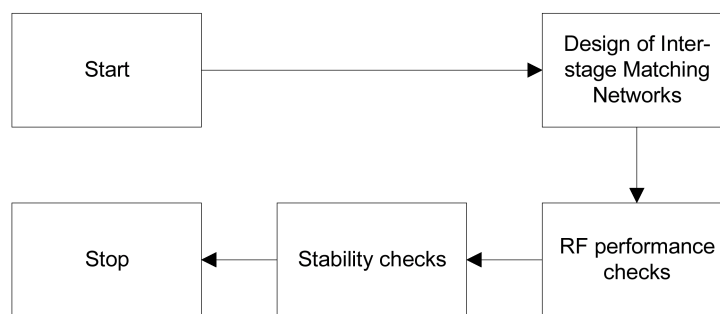 Start
Design of Inter-
stage Matching
Networks
Stop
Stability checks
RF performance
checks